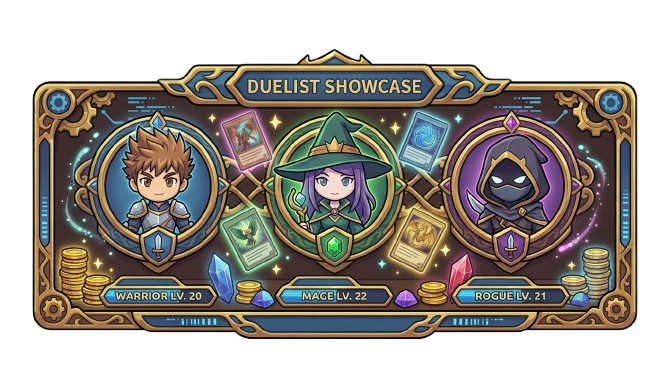 DUELIST SHOWCASE
WARRIOR LV. 20
MAGE LV. 22
ROGUE LV. 21